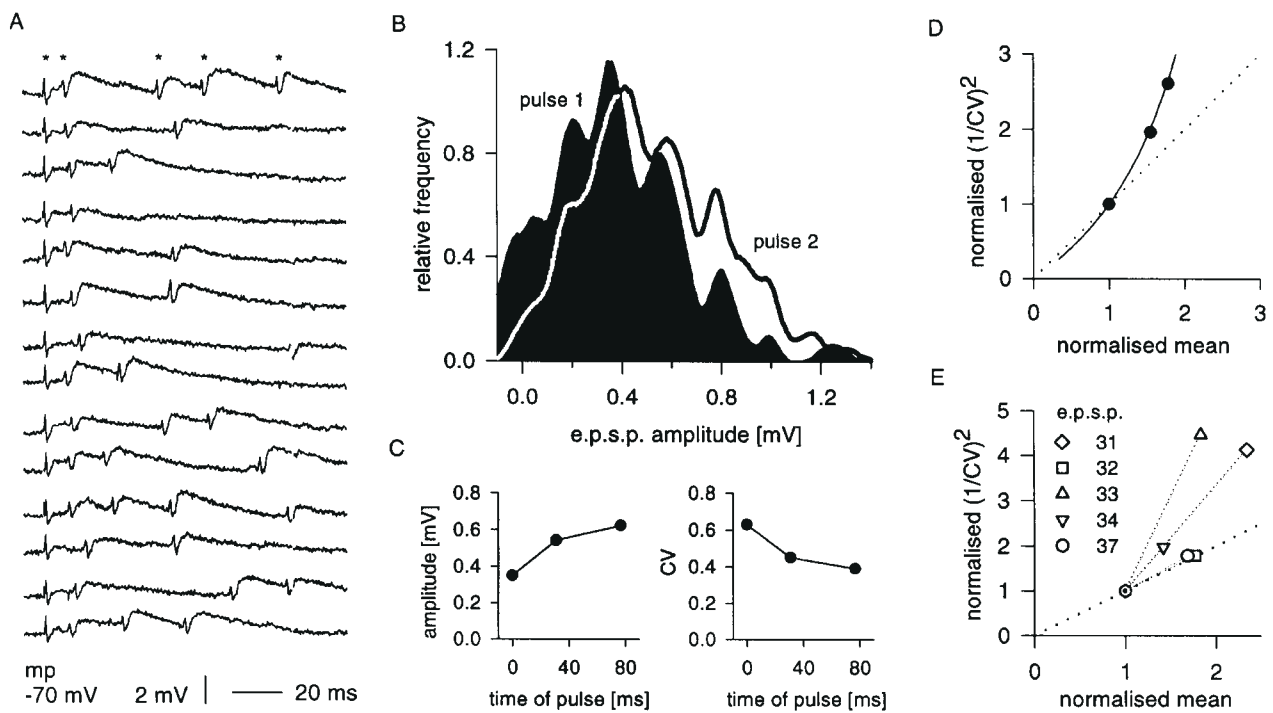 A
* * * * *
mp
-70 mV 2 mV 20 ms
B
1.2
0.8
0.4
0.0
relative frequency
pulse 1
pulse 2
0.0 0.4 0.8 1.2
e.p.s.p. amplitude [mV]
C
0.8
0.6
0.4
0.2
0.0
amplitude [mV]
0 40 80
time of pulse [ms]
0.8
0.6
0.4
0.2
0.0
CV
0 40 80
time of pulse [ms]
D
3
2
1
0
normalised (1/CV)2
0 1 2 3
normalised mean
E
5
4
3
2
1
0
normalised (1/CV)2
e.p.s.p.
31
32
33
34
37
0 1 2
normalised mean